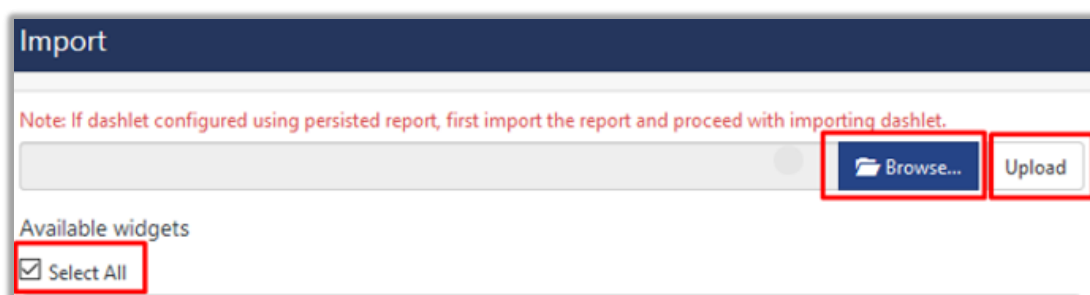 Import
Note: If dashlet configured using persisted report, first import the report and proceed with importing dashlet.
Browse... Upload
Available widgets
Select All